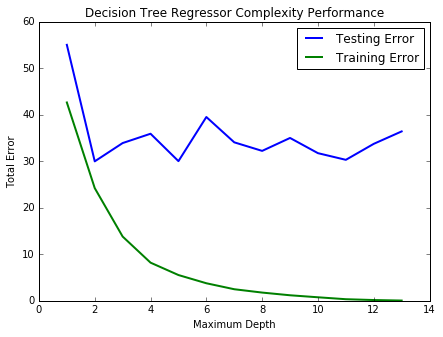 Decision Tree Regressor Complexity Performance
60
50
40
30
20
10
0
Total Error
Testing Error
Training Error
0 2 4 6 8 10 12 14
Maximum Depth